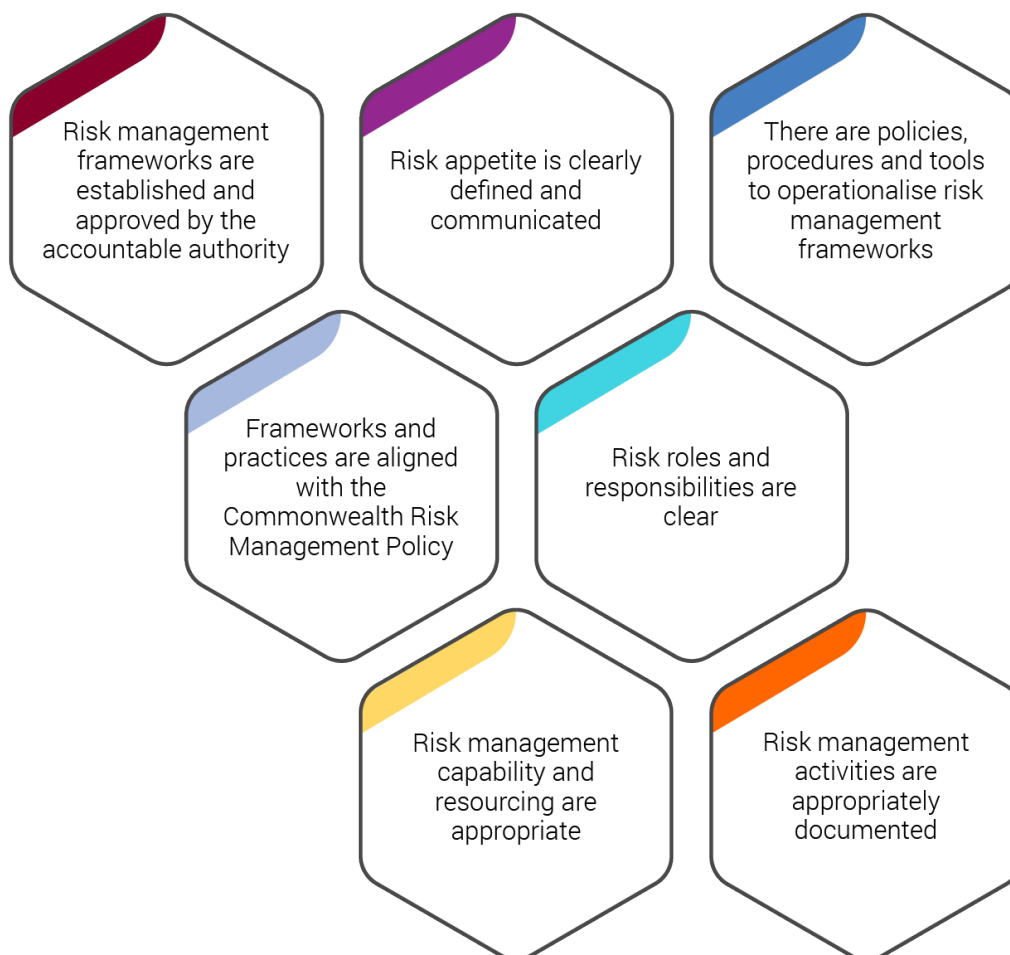 Risk management
frameworks are
established and
approved by the
accountable authority
Risk appetite is clearly
defined and
communicated
There are policies,
procedures and tools
to operationalise risk
management
frameworks
Frameworks and
practices are aligned
with the
Commonwealth Risk
Management Policy
Risk roles and
responsibilities are
clear
Risk management
capability and
resourcing are
appropriate
Risk management
activities are
appropriately
documented